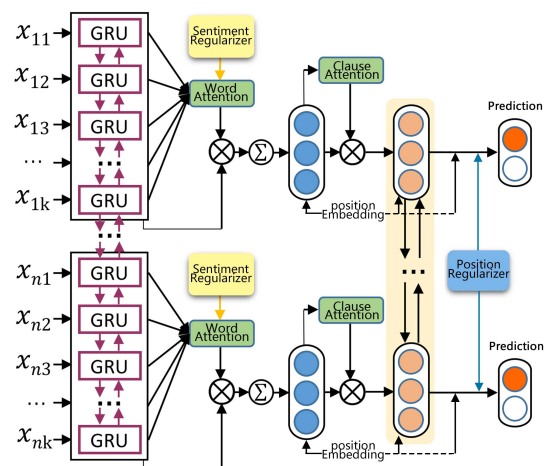 x11
GRU
x12
GRU
x13
GRU
...
...
x1k
GRU
Sentiment
Regularizer
Word
Attention
Σ
Clause
Attention
position
Embedding
Prediction
...
...
Position
Regularizer
xn1
GRU
xn2
GRU
xn3
GRU
...
...
xnk
GRU
Sentiment
Regularizer
Word
Attention
Σ
Clause
Attention
position
Embedding
Prediction